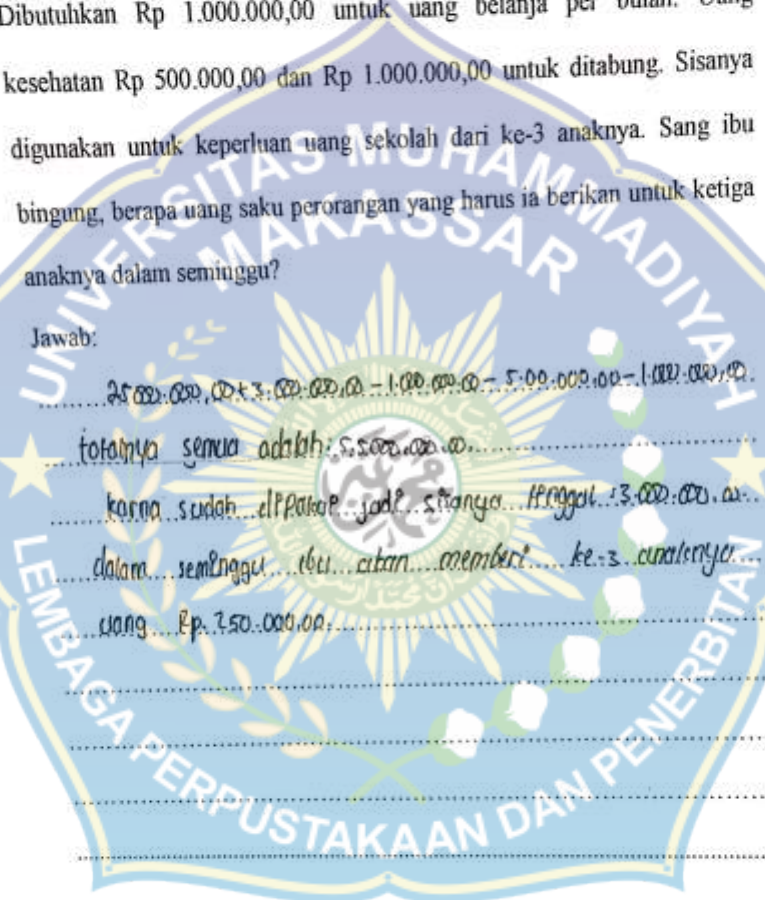 Dibutuhkan Rp 1.000.000,00 untuk uang belanja per bulan. Uang
kesehatan Rp 500.000,00 dan Rp 1.000.000,00 untuk ditabung. Sisanya
digunakan untuk keperluan uang sekolah dari ke-3 anaknya. Sang ibu
bingung, berapa uang saku perorangan yang harus ia berikan untuk ketiga
anaknya dalam seminggu?
Jawab:
2500.000,00 + 3.000.000,00 - 1.000.000.00 - 5.00.000,00 - 1.000.000,00.
totalnya semua adalah: 5.5000.000.00.
karna sudah dipakai jadi sisanya tinggal : 3.000.000.00.
dalam seminggu ibu akan memberi ke-3 anaknya
uang Rp. 250.000,00.
UNIVERSITAS MUHAMMADIYAH
MAKASSAR
LEMBAGA PERPUSTAKAAN DAN PENERBITAN